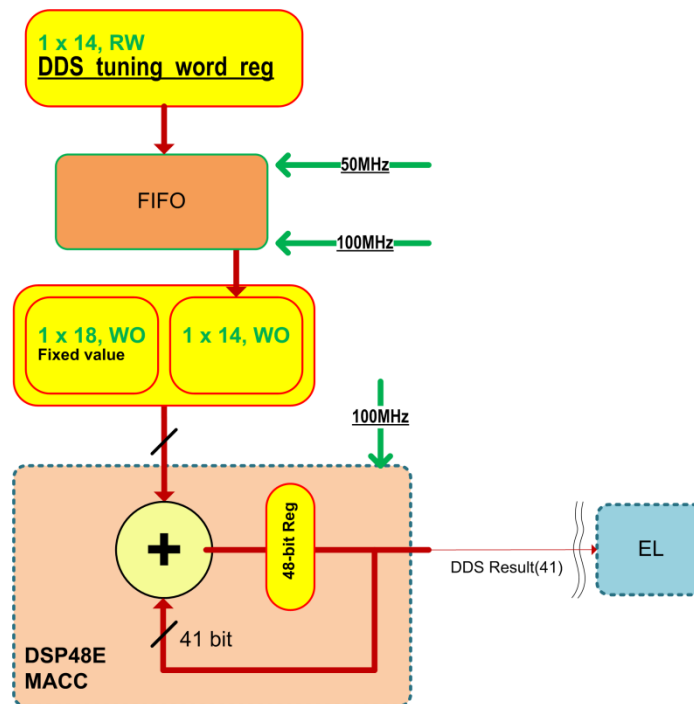 1 x 14, RW
DDS tuning word reg
50MHz
FIFO
100MHz
1 x 18, WO
Fixed value
1 x 14, WO
100MHz
+
48-bit Reg
EL
DDS Result(41)
41 bit
DSP48E
MACC